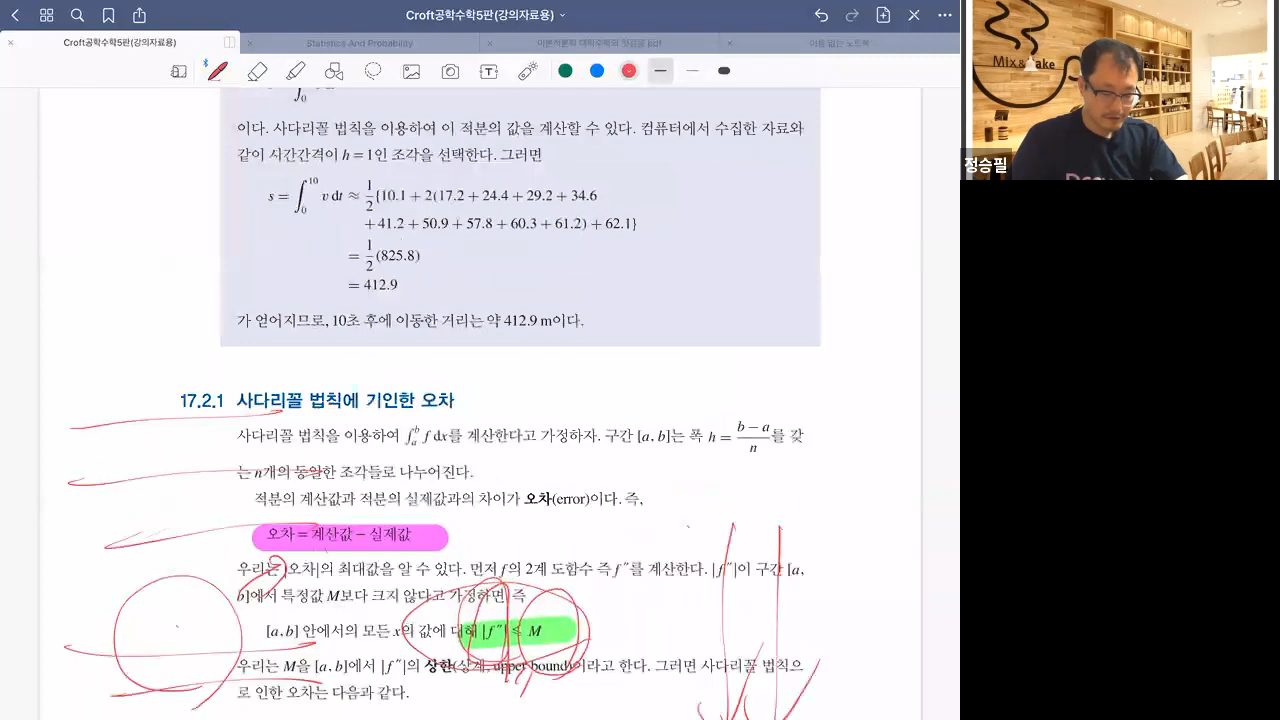 Croft공학수학5판(강의자료용)
Croft공학수학5판(강의자료용)
Statistics And Probability
이름 없는 노트북
Mix&Bake
정승필
이다. 사다리꼴 법칙을 이용하여 이 적분의 값을 계산할 수 있다. 컴퓨터에서 수집한 자료와
같이 시간간격이 h = 1인 조각을 선택한다. 그러면
s = ∫₀¹⁰ v dt ≈ 1/2{10.1 + 2(17.2 + 24.4 + 29.2 + 34.6
+ 41.2 + 50.9 + 57.8 + 60.3 + 61.2) + 62.1}
= 1/2(825.8)
= 412.9
가 얻어지므로, 10초 후에 이동한 거리는 약 412.9 m이다.
17.2.1 사다리꼴 법칙에 기인한 오차
사다리꼴 법칙을 이용하여 ∫ₐᵇ f dx를 계산한다고 가정하자. 구간 [a, b]는 폭 h = (b − a)/n를 갖
는 n개의 동일한 조각들로 나누어진다.
적분의 계산값과 적분의 실제값과의 차이가 오차(error)이다. 즉,
오차 = 계산값 − 실제값
우리는 |오차|의 최대값을 알 수 있다. 먼저 f의 2계 도함수 즉 f″를 계산한다. |f″|이 구간 [a,
b]에서 특정값 M보다 크지 않다고 가정하면, 즉
[a, b] 안에서의 모든 x의 값에 대해 |f″| ≤ M
우리는 M을 [a, b]에서 |f″|의 상한(상계, upper bound)이라고 한다. 그러면 사다리꼴 법칙으
로 인한 오차는 다음과 같다.